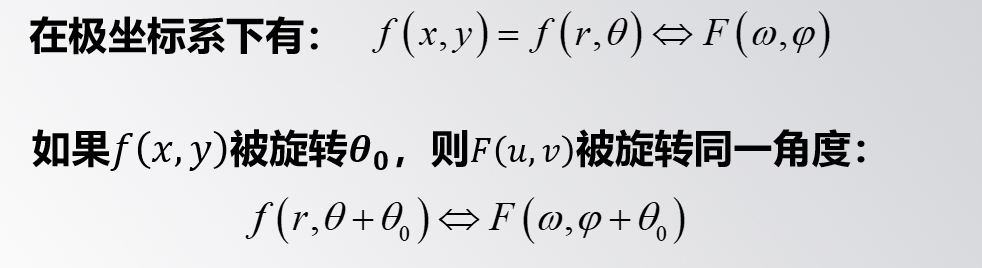 在极坐标系下有： f(x,y)=f(r,θ)⇔F(ω,φ)
如果f(x,y)被旋转θ₀，则F(u,v)被旋转同一角度：
f(r,θ+θ₀)⇔F(ω,φ+θ₀)